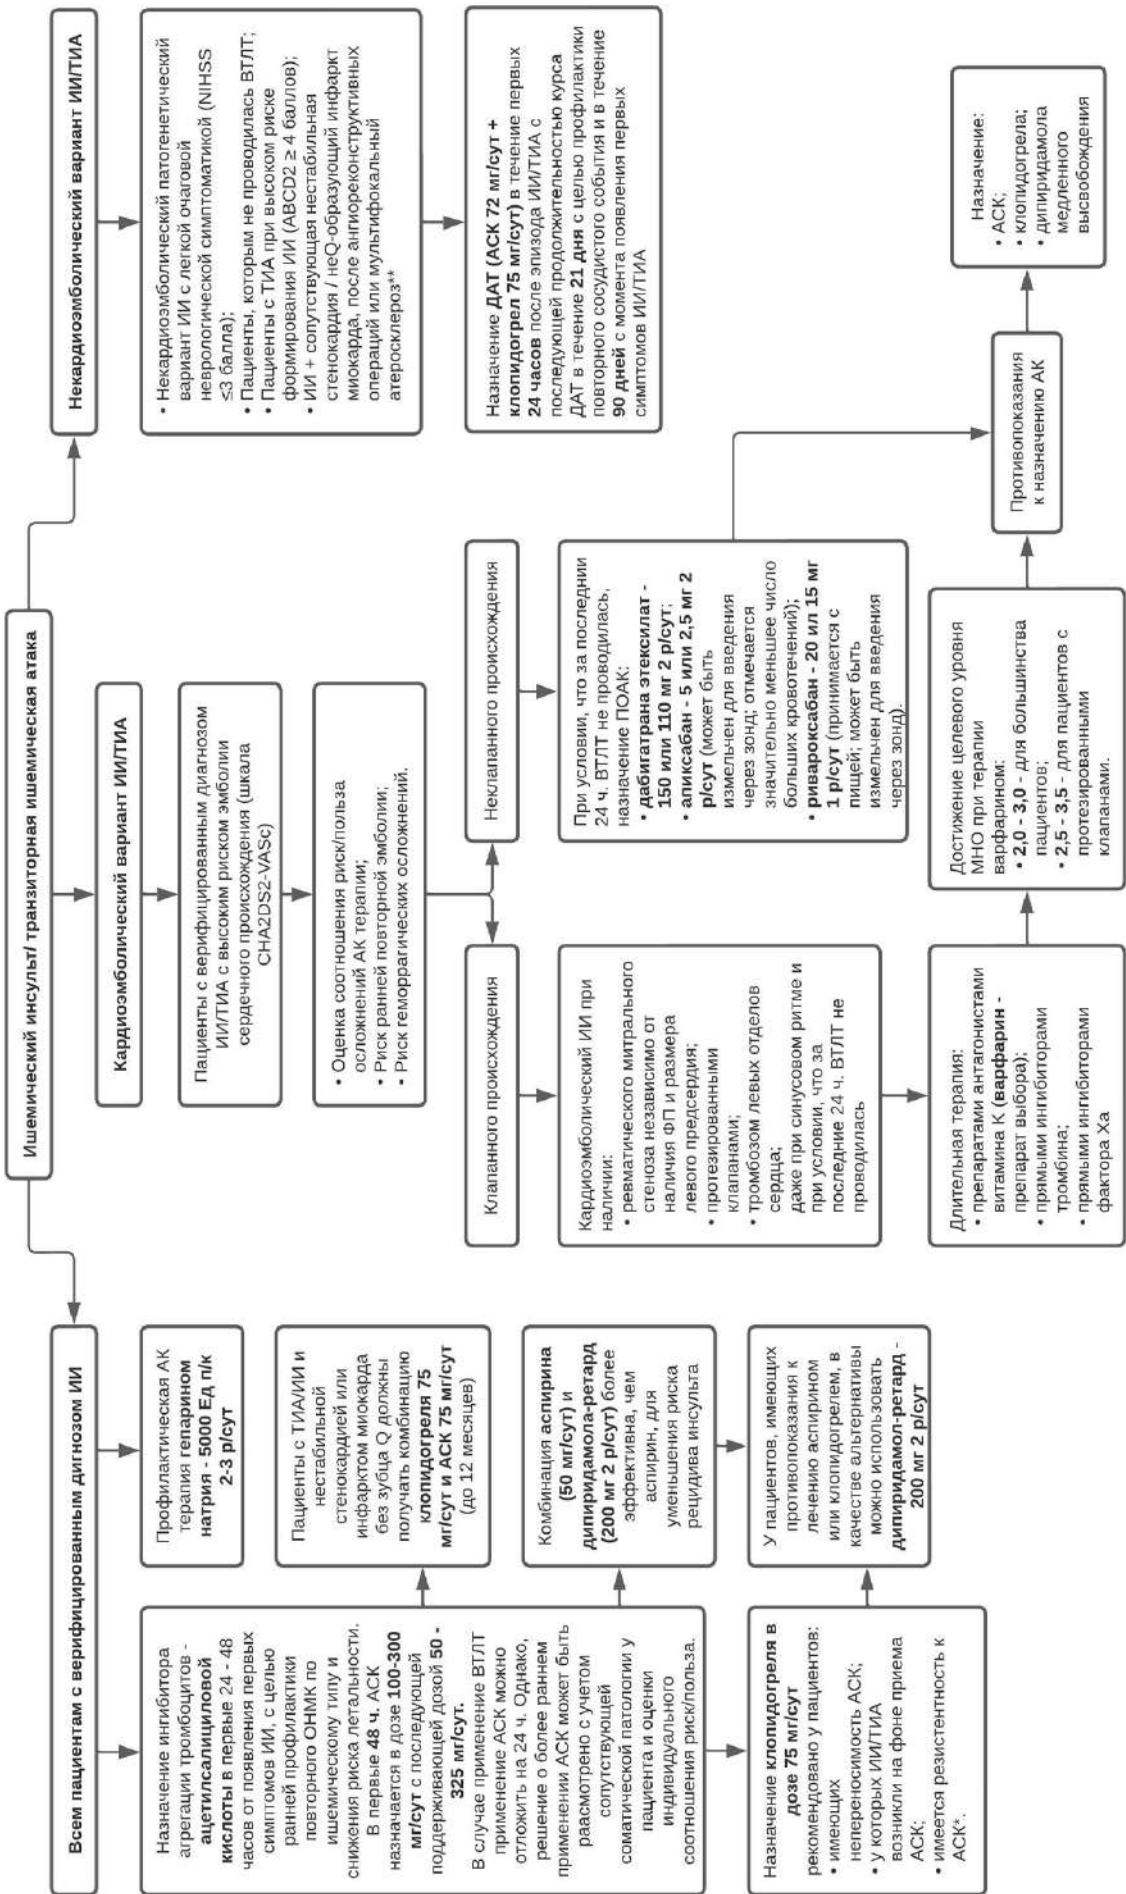 Ишемический инсульт/ транзиторная ишемическая атака
Всем пациентам с верифицированным дигнозом ИИ
Назначение ингибитора
агрегации тромбоцитов -
ацетилсалициловой
кислоты в первые 24 - 48
часов от появления первых
симптомов ИИ, с целью
ранней профилактики
повторного ОНМК по
ишемическому типу и
снижения риска летальности.
В первые 48 ч. АСК
назначается в дозе 100-300
мг/сут с последующей
поддерживающей дозой 50 -
325 мг/сут.
В случае применение ВТЛТ
применение АСК можно
отложить на 24 ч. Однако,
решение о более раннем
применении АСК может быть
раасмотрено с учетом
сопутствующей
соматической патологии у
пациента и оценки
индивидуального
соотношения риск/польза.
Профилактическая АК
терапия гепарином
натрия - 5000 Ед п/к
2-3 р/сут
Пациенты с ТИА/ИИ и
нестабильной
стенокардией или
инфарктом миокарда
без зубца Q должны
получать комбинацию
клопидогреля 75
мг/сут и АСК 75 мг/сут
(до 12 месяцев)
Комбинация аспирина
(50 мг/сут) и
дипиридамола-ретард
(200 мг 2 р/сут) более
эффективна, чем
аспирин, для
уменьшения риска
рецидива инсульта
Назначение клопидогреля в
дозе 75 мг/сут
рекомендовано у пациентов:
• имеющих
непереносимость АСК;
• у которых ИИ/ТИА
возникли на фоне приема
АСК;
• имеется резистентность к
АСК*.
У пациентов, имеющих
противопоказания к
лечению аспирином
или клопидогрелем, в
качестве альтернативы
можно использовать
дипиридамол-ретард -
200 мг 2 р/сут
Кардиоэмболический вариант ИИ/ТИА
Пациенты с верифицированным диагнозом
ИИ/ТИА с высоким риском эмболии
сердечного происхождения (шкала
CHA2DS2-VASc)
• Оценка соотношения риск/польза
осложнений АК терапии;
• Риск ранней повторной эмболии;
• Риск геморрагических осложнений.
Клапанного происхождения
Кардиоэмболический ИИ при
наличии:
• ревматического митрального
стеноза независимо от
наличия ФП и размера
левого предсердия;
• протезированными
клапанами;
• тромбозом левых отделов
сердца;
даже при синусовом ритме и
при условии, что за
последние 24 ч. ВТЛТ не
проводилась
Длительная терапия:
• препаратами антагонистами
витамина К (варфарин -
препарат выбора);
• прямыми ингибиторами
тромбина;
• прямыми ингибиторами
фактора Xa
Неклапанного происхождения
При условии, что за последнии
24 ч. ВТЛТ не проводилась,
назначение ПОАК:
• дабигатрана этексилат -
150 или 110 мг 2 р/сут;
• апиксабан - 5 или 2,5 мг 2
р/сут (может быть
измельчен для введения
через зонд; отмечается
значительно меньшее число
больших кровотечений);
• ривароксабан - 20 ил 15 мг
1 р/сут (принимается с
пищей; может быть
измельчен для введения
через зонд).
Достижение целевого уровня
МНО при терапии
варфарином:
• 2,0 - 3,0 - для большинства
пациентов;
• 2,5 - 3,5 - для пациентов с
протезированными
клапанами.
Противопоказания
к назначению АК
Назначение:
• АСК;
• клопидогрела;
• дипиридамола
медленного
высвобождения
Некардиоэмболический вариант ИИ/ТИА
• Некардиоэмболический патогенетический
вариант ИИ с легкой очаговой
неврологической симптоматикой (NIHSS
≤3 балла);
• Пациенты, которым не проводилась ВТЛТ;
• Пациенты с ТИА при высоком риске
формирования ИИ (ABCD2 ≥ 4 баллов);
• ИИ + сопутствующая нестабильная
стенокардия / неQ-образующий инфаркт
миокарда, после ангиореконструктивных
операций или мультифокальный
атеросклероз**
Назначение ДАТ (АСК 72 мг/сут +
клопидогрел 75 мг/сут) в течение первых
24 часов после эпизода ИИ/ТИА с
последующей продолжительностью курса
ДАТ в течение 21 дня с целью профилактики
повторного сосудистого события и в течение
90 дней с момента появления первых
симптомов ИИ/ТИА